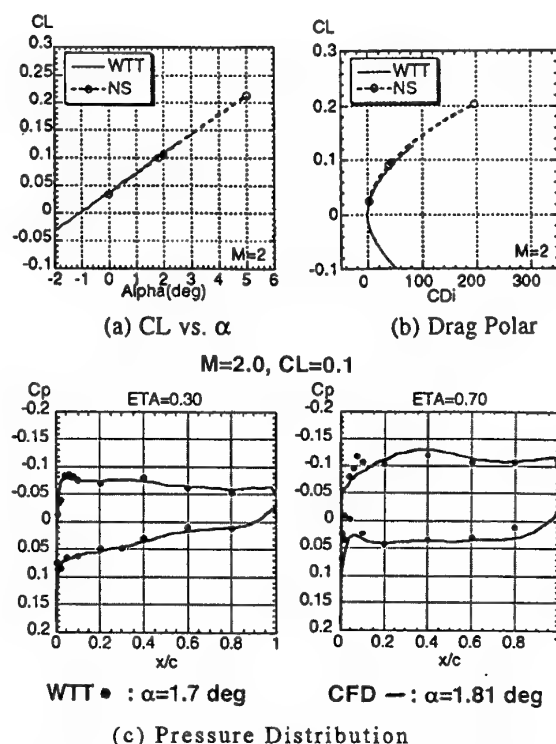 CL
0.3
0.25
0.2
0.15
0.1
0.05
0
-0.05
-0.1
-2 -1 0 1 2 3 4 5 6
Alpha(deg)
WTT
NS
M=2
(a) CL vs. α
CL
0.3
0.2
0.1
0
-0.1
0 100 200 300
CDi
WTT
NS
M=2
(b) Drag Polar
M=2.0, CL=0.1
Cp
ETA=0.30
-0.2
-0.15
-0.1
-0.05
0
0.05
0.1
0.15
0.2
0 0.2 0.4 0.6 0.8 1
x/c
Cp
ETA=0.70
-0.2
-0.15
-0.1
-0.05
0
0.05
0.1
0.15
0.2
0 0.2 0.4 0.6 0.8 1
x/c
WTT • : α=1.7 deg
CFD — : α=1.81 deg
(c) Pressure Distribution